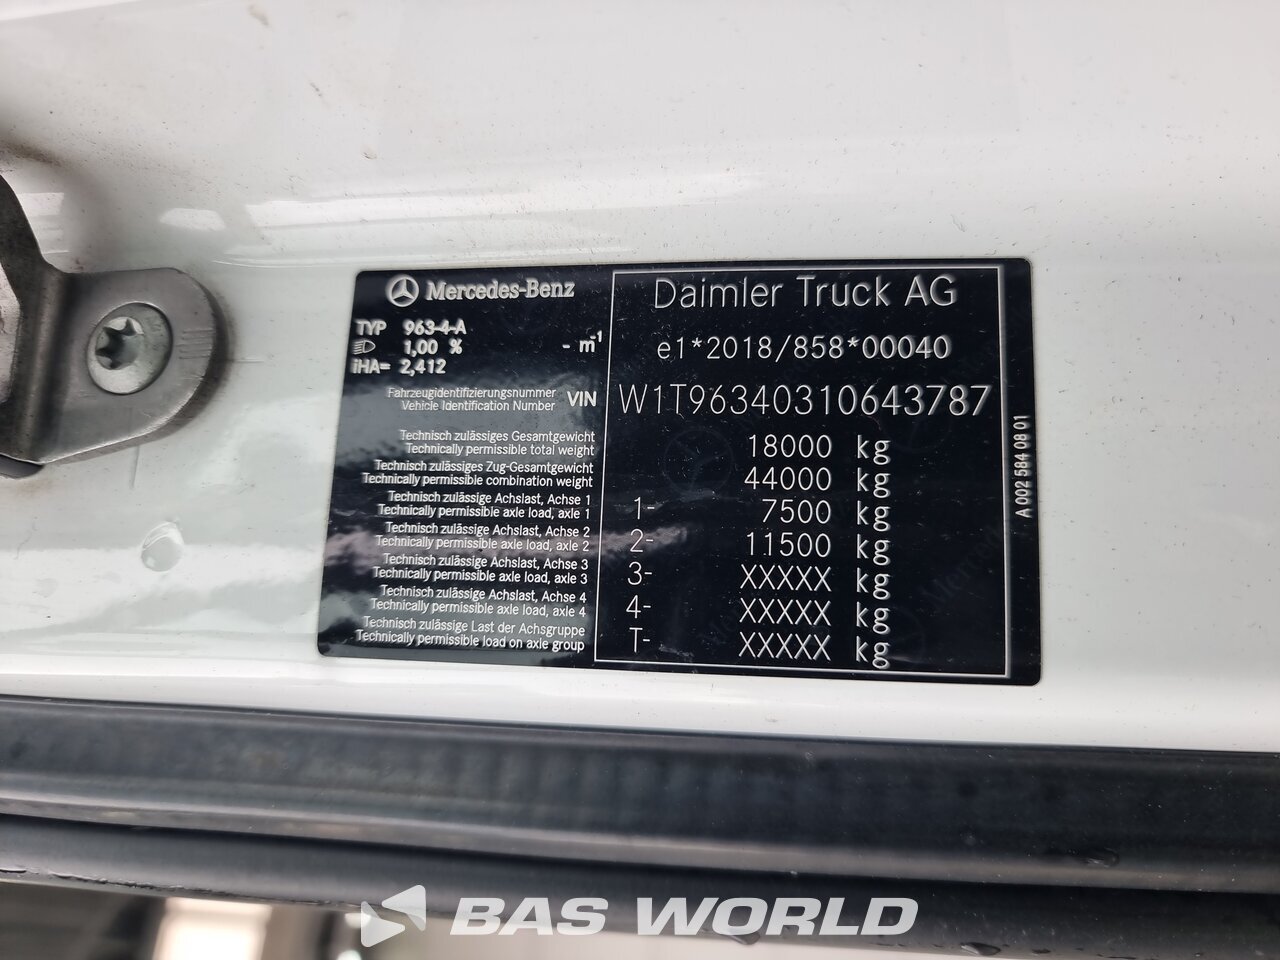 Mercedes-Benz
Daimler Truck AG
TYP 963-4-A
1,00 % - m-1
iHA= 2,412
e1*2018/858*00040
Fahrzeugidentifizierungsnummer
Vehicle Identification Number
VIN W1T96340310643787
Technisch zulässiges Gesamtgewicht
Technically permissible total weight
18000 kg
Technisch zulässiges Zug-Gesamtgewicht
Technically permissible combination weight
44000 kg
Technisch zulässige Achslast, Achse 1
Technically permissible axle load, axle 1
1- 7500 kg
Technisch zulässige Achslast, Achse 2
Technically permissible axle load, axle 2
2- 11500 kg
Technisch zulässige Achslast, Achse 3
Technically permissible axle load, axle 3
3- XXXXX kg
Technisch zulässige Achslast, Achse 4
Technically permissible axle load, axle 4
4- XXXXX kg
Technisch zulässige Last der Achsgruppe
Technically permissible load on axle group
T- XXXXX kg
A 002 584 08 01
BAS WORLD